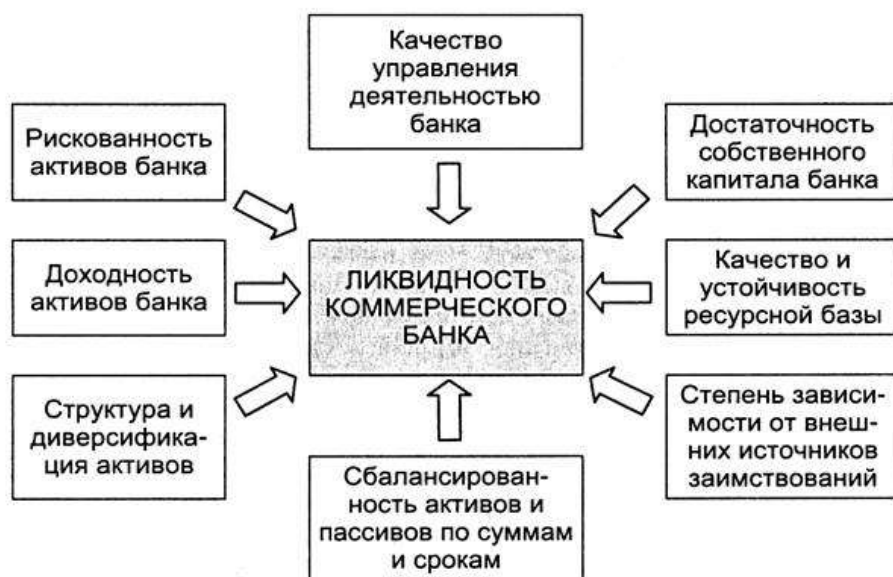 Качество
управления
деятельностью
банка
Рискованность
активов банка
Достаточность
собственного
капитала банка
Доходность
активов банка
ЛИКВИДНОСТЬ
КОММЕРЧЕСКОГО
БАНКА
Качество и
устойчивость
ресурсной базы
Структура и
диверсифика-
ция активов
Сбалансирован-
ность активов и
пассивов по суммам
и срокам
Степень зависи-
мости от внеш-
них источников
заимствований